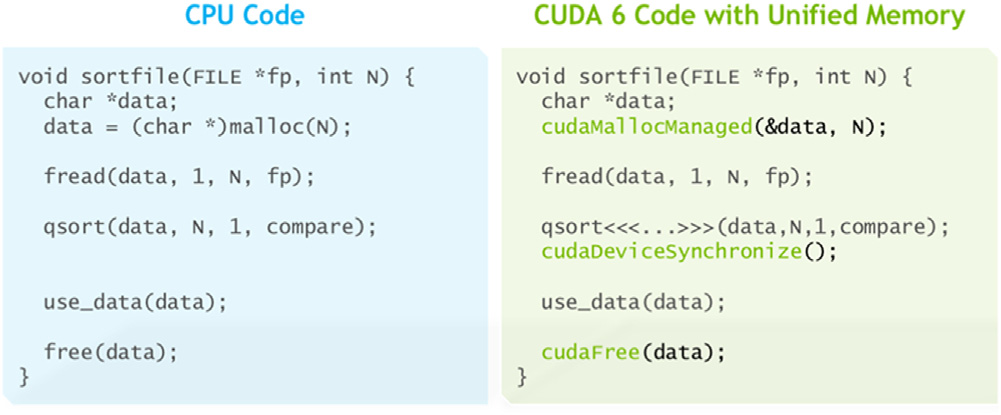 CPU Code
void sortfile(FILE *fp, int N) {
char *data;
data = (char *)malloc(N);
fread(data, 1, N, fp);
qsort(data, N, 1, compare);
use_data(data);
free(data);
}
CUDA 6 Code with Unified Memory
void sortfile(FILE *fp, int N) {
char *data;
cudaMallocManaged(&data, N);
fread(data, 1, N, fp);
qsort<<<...>>>(data,N,1,compare);
cudaDeviceSynchronize();
use_data(data);
cudaFree(data);
}